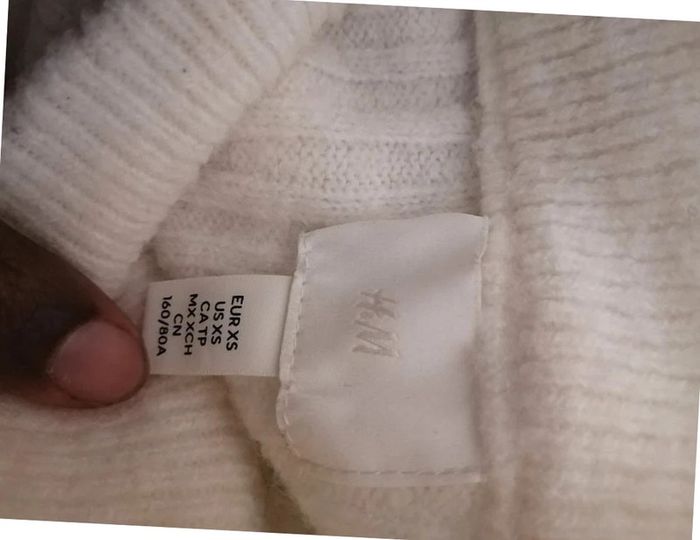 H&M
EUR XS
US XS
CA TP
MX XCH
CN
160/80A